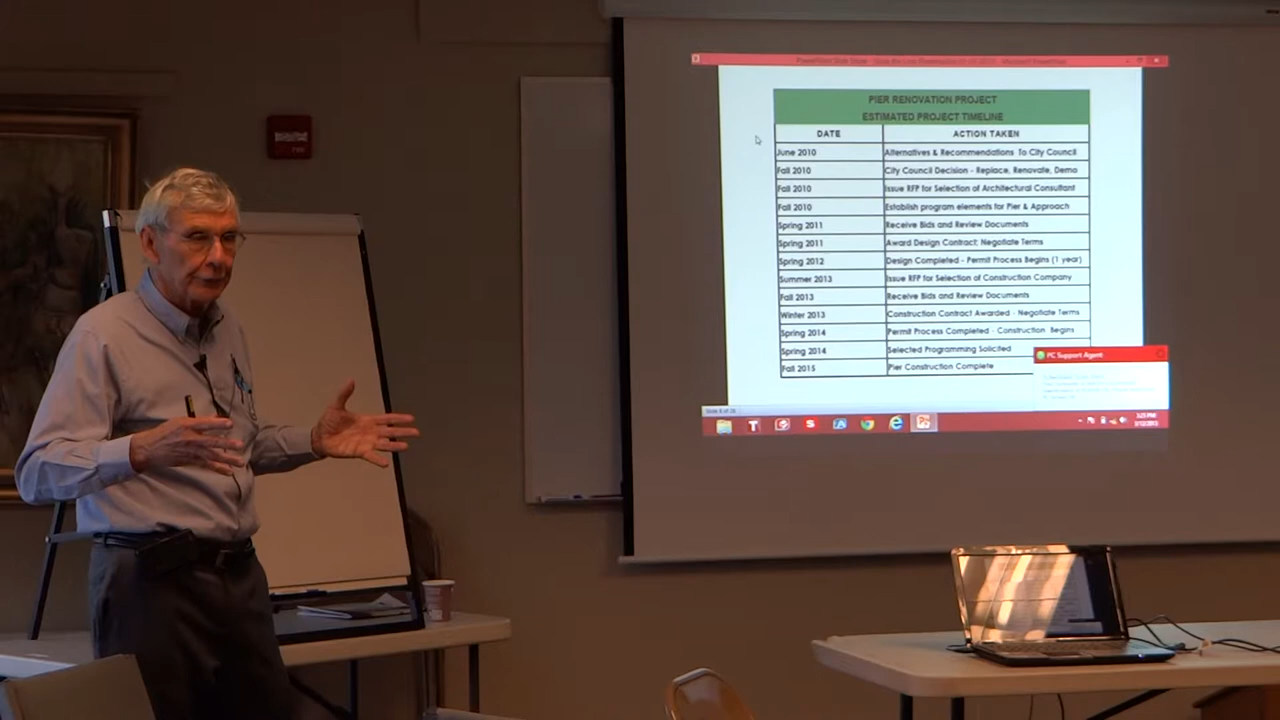 PIER RENOVATION PROJECT
ESTIMATED PROJECT TIMELINE
DATE ACTION TAKEN
June 2010 Alternatives & Recommendations To City Council
Fall 2010 City Council Decision - Replace, Renovate, Demo
Fall 2010 Issue RFP for Selection of Architectural Consultant
Fall 2010 Establish program elements for Pier & Approach
Spring 2011 Receive Bids and Review Documents
Spring 2011 Award Design Contract; Negotiate Terms
Spring 2012 Design Completed - Permit Process Begins (1 year)
Summer 2013 Issue RFP for Selection of Construction Company
Fall 2013 Receive Bids and Review Documents
Winter 2013 Construction Contract Awarded - Negotiate Terms
Spring 2014 Permit Process Completed - Construction Begins
Spring 2014 Selected Programming Solicited
Fall 2015 Pier Construction Complete
PC Support Agent